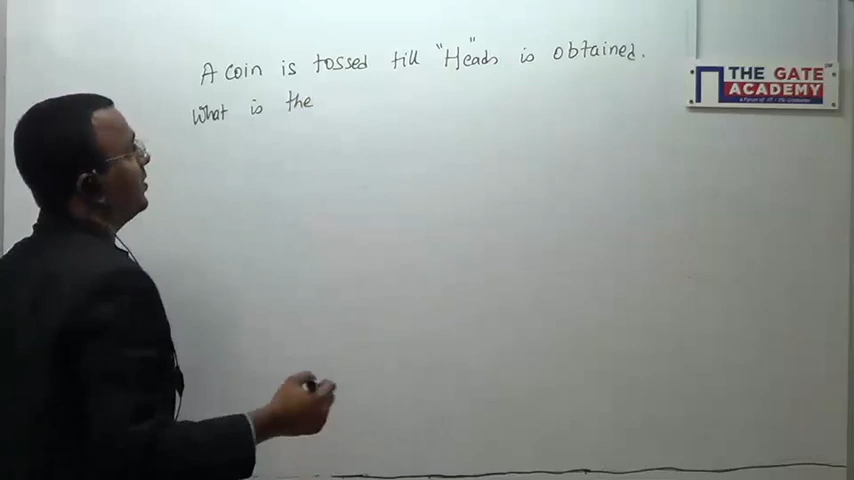 A coin is tossed till "Heads is obtained.
What is the
THE GATE
ACADEMY